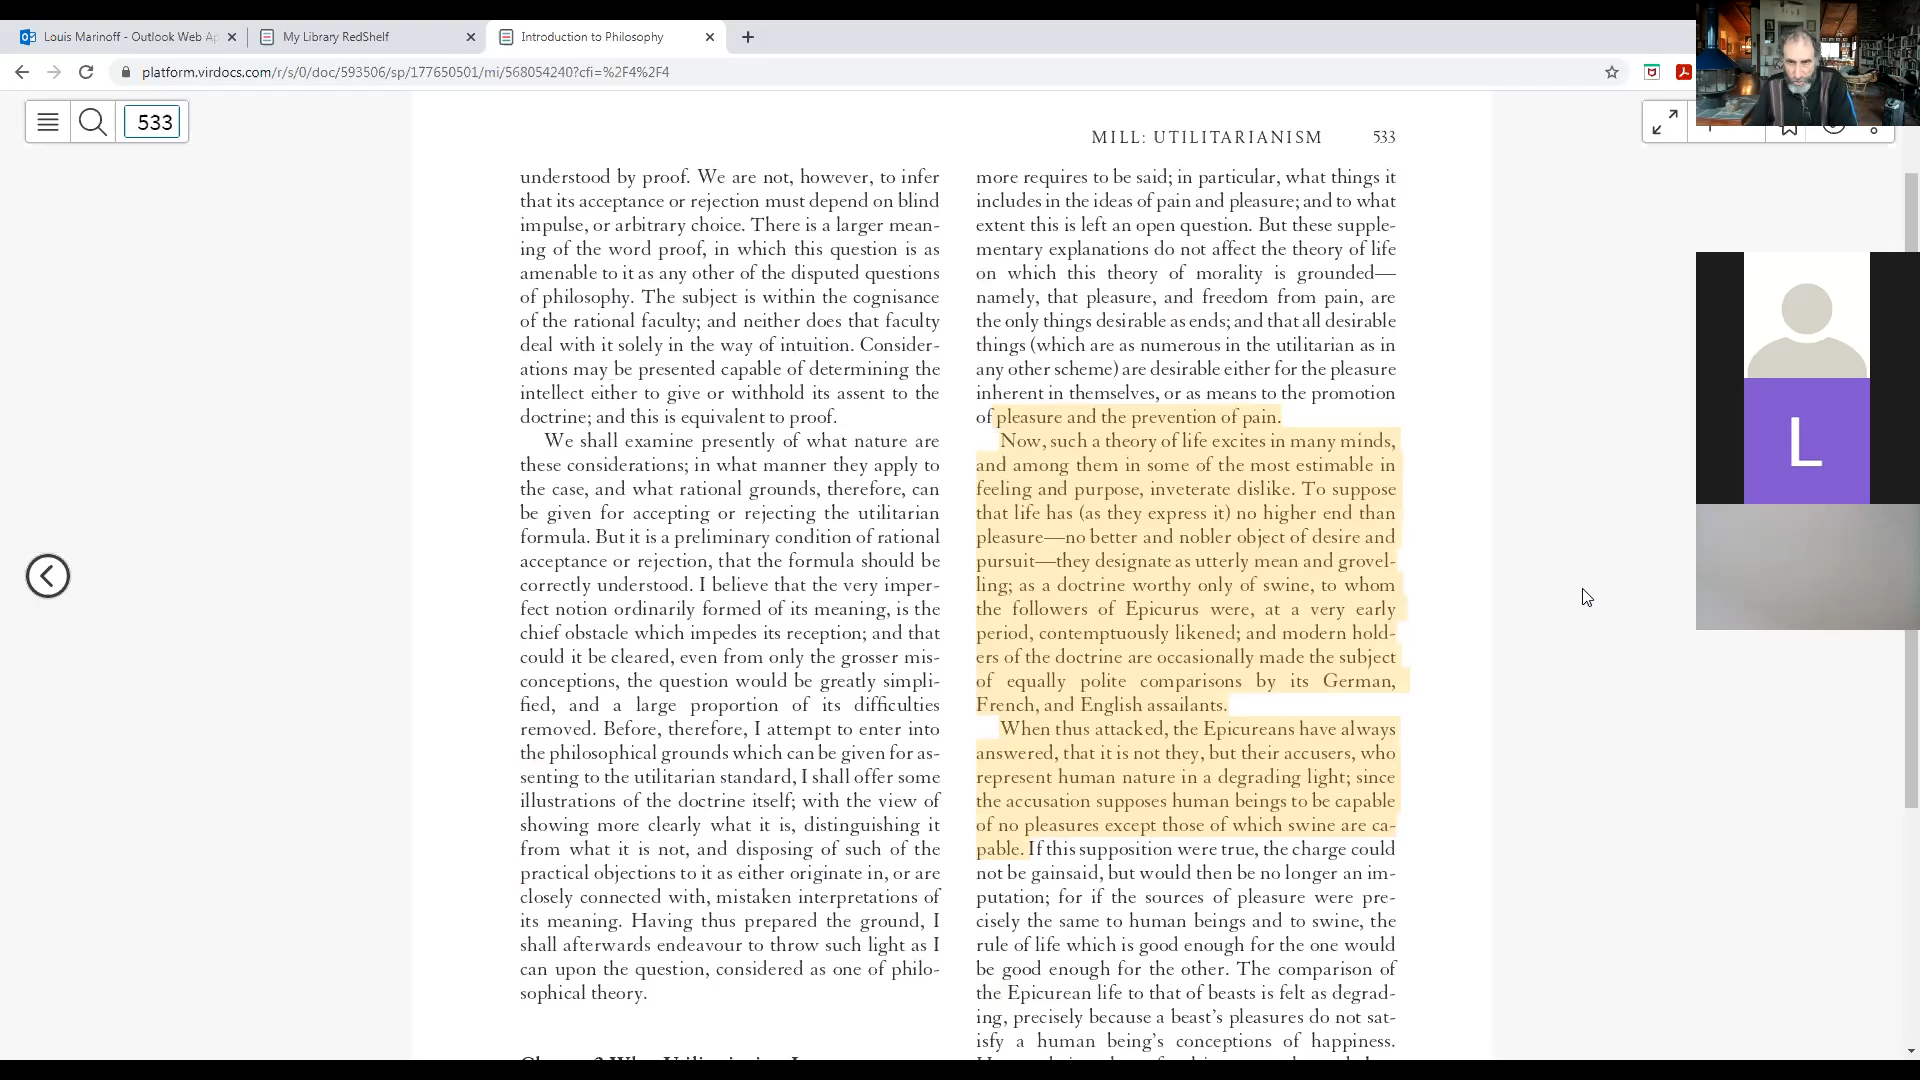 Louis Marinoff - Outlook Web Ap
My Library RedShelf
Introduction to Philosophy
platform.virdocs.com/r/s/0/doc/593506/sp/177650501/mi/568054240?cfi=%2F4%2F4
533
MILL: UTILITARIANISM 533
understood by proof. We are not, however, to infer
that its acceptance or rejection must depend on blind
impulse, or arbitrary choice. There is a larger mean-
ing of the word proof, in which this question is as
amenable to it as any other of the disputed questions
of philosophy. The subject is within the cognisance
of the rational faculty; and neither does that faculty
deal with it solely in the way of intuition. Consider-
ations may be presented capable of determining the
intellect either to give or withhold its assent to the
doctrine; and this is equivalent to proof.
We shall examine presently of what nature are
these considerations; in what manner they apply to
the case, and what rational grounds, therefore, can
be given for accepting or rejecting the utilitarian
formula. But it is a preliminary condition of rational
acceptance or rejection, that the formula should be
correctly understood. I believe that the very imper-
fect notion ordinarily formed of its meaning, is the
chief obstacle which impedes its reception; and that
could it be cleared, even from only the grosser mis-
conceptions, the question would be greatly simpli-
fied, and a large proportion of its difficulties
removed. Before, therefore, I attempt to enter into
the philosophical grounds which can be given for as-
senting to the utilitarian standard, I shall offer some
illustrations of the doctrine itself; with the view of
showing more clearly what it is, distinguishing it
from what it is not, and disposing of such of the
practical objections to it as either originate in, or are
closely connected with, mistaken interpretations of
its meaning. Having thus prepared the ground, I
shall afterwards endeavour to throw such light as I
can upon the question, considered as one of philo-
sophical theory.
more requires to be said; in particular, what things it
includes in the ideas of pain and pleasure; and to what
extent this is left an open question. But these supple-
mentary explanations do not affect the theory of life
on which this theory of morality is grounded—
namely, that pleasure, and freedom from pain, are
the only things desirable as ends; and that all desirable
things (which are as numerous in the utilitarian as in
any other scheme) are desirable either for the pleasure
inherent in themselves, or as means to the promotion
of pleasure and the prevention of pain.
Now, such a theory of life excites in many minds,
and among them in some of the most estimable in
feeling and purpose, inveterate dislike. To suppose
that life has (as they express it) no higher end than
pleasure—no better and nobler object of desire and
pursuit—they designate as utterly mean and grovel-
ling; as a doctrine worthy only of swine, to whom
the followers of Epicurus were, at a very early
period, contemptuously likened; and modern hold-
ers of the doctrine are occasionally made the subject
of equally polite comparisons by its German,
French, and English assailants.
When thus attacked, the Epicureans have always
answered, that it is not they, but their accusers, who
represent human nature in a degrading light; since
the accusation supposes human beings to be capable
of no pleasures except those of which swine are ca-
pable. If this supposition were true, the charge could
not be gainsaid, but would then be no longer an im-
putation; for if the sources of pleasure were pre-
cisely the same to human beings and to swine, the
rule of life which is good enough for the one would
be good enough for the other. The comparison of
the Epicurean life to that of beasts is felt as degrad-
ing, precisely because a beast's pleasures do not sat-
isfy a human being's conceptions of happiness.
L